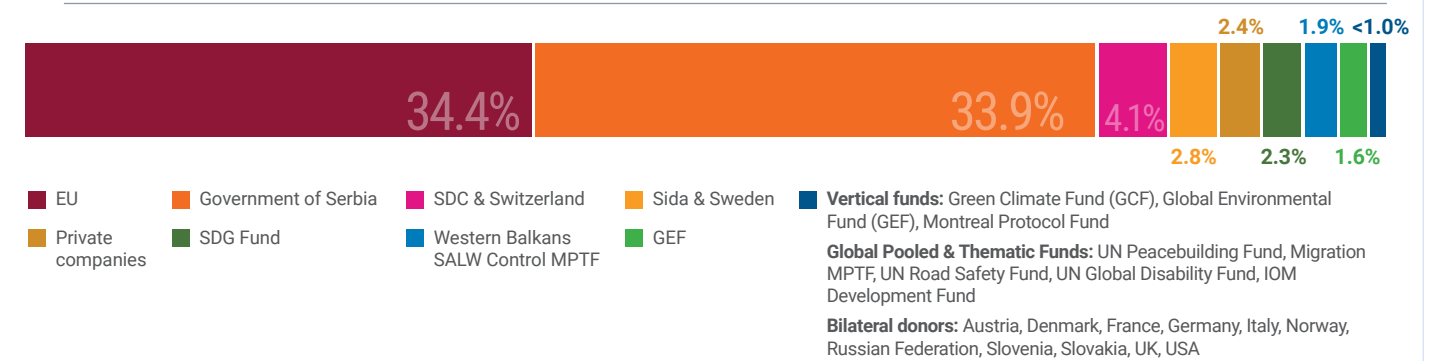 2.4%
1.9%
<1.0%
34.4%
33.9%
4.1%
2.8%
2.3%
1.6%
EU
Government of Serbia
SDC & Switzerland
Sida & Sweden
Private
companies
SDG Fund
Western Balkans
SALW Control MPTF
GEF
Vertical funds: Green Climate Fund (GCF), Global Environmental
Fund (GEF), Montreal Protocol Fund
Global Pooled & Thematic Funds: UN Peacebuilding Fund, Migration
MPTF, UN Road Safety Fund, UN Global Disability Fund, IOM
Development Fund
Bilateral donors: Austria, Denmark, France, Germany, Italy, Norway,
Russian Federation, Slovenia, Slovakia, UK, USA